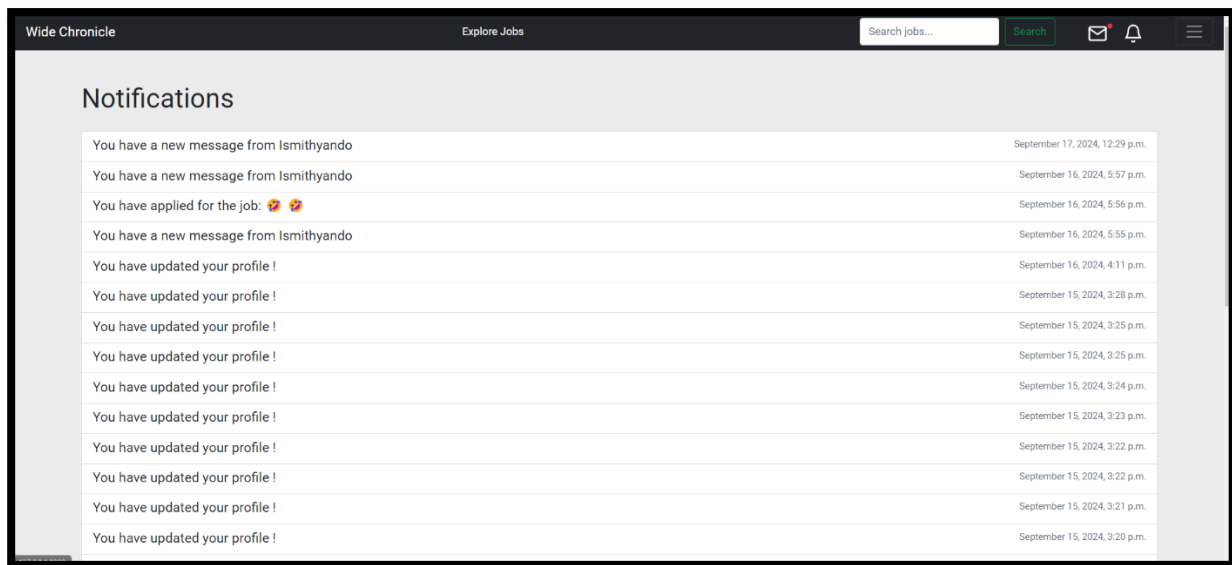 Wide Chronicle Explore Jobs Search jobs... Search
Notifications
You have a new message from Ismithyando September 17, 2024, 12:29 p.m.
You have a new message from Ismithyando September 16, 2024, 5:57 p.m.
You have applied for the job: 🤣 🤣 September 16, 2024, 5:56 p.m.
You have a new message from Ismithyando September 16, 2024, 5:55 p.m.
You have updated your profile ! September 16, 2024, 4:11 p.m.
You have updated your profile ! September 15, 2024, 3:28 p.m.
You have updated your profile ! September 15, 2024, 3:25 p.m.
You have updated your profile ! September 15, 2024, 3:25 p.m.
You have updated your profile ! September 15, 2024, 3:24 p.m.
You have updated your profile ! September 15, 2024, 3:23 p.m.
You have updated your profile ! September 15, 2024, 3:22 p.m.
You have updated your profile ! September 15, 2024, 3:22 p.m.
You have updated your profile ! September 15, 2024, 3:21 p.m.
You have updated your profile ! September 15, 2024, 3:20 p.m.